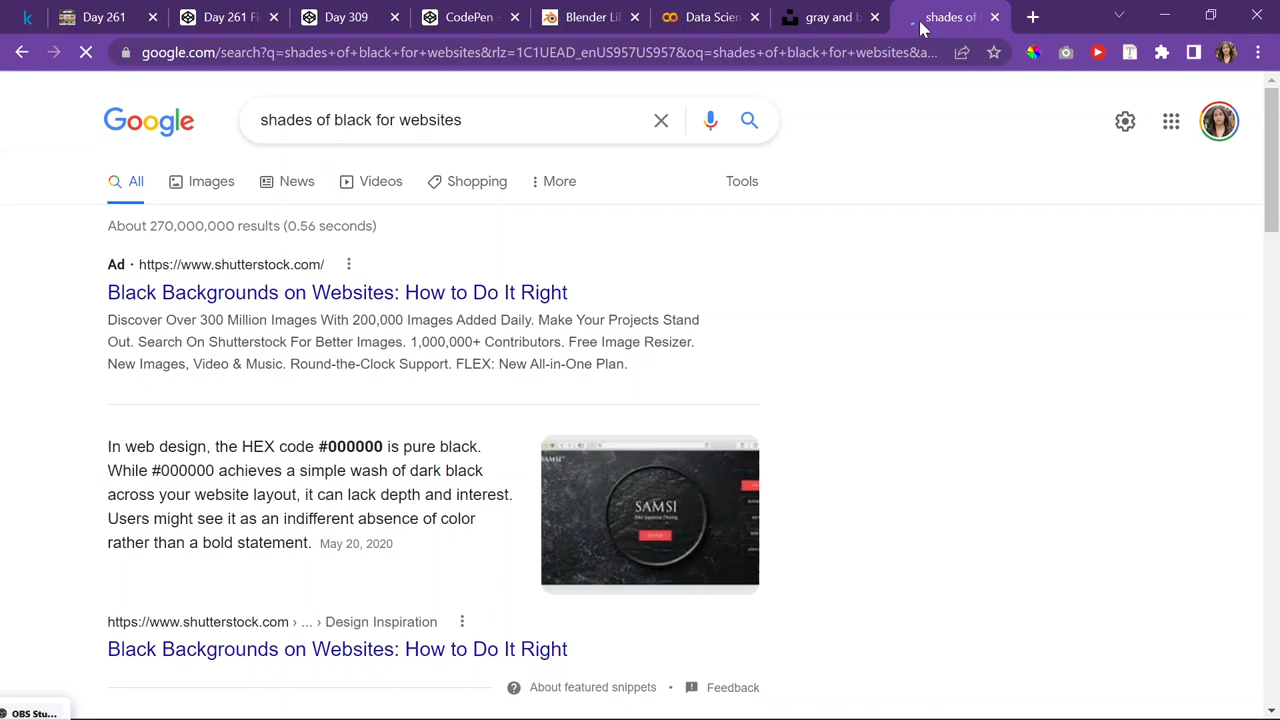 Day 261
Day 261 Fi
Day 309
CodePen
Blender Li
Data Scien
gray and b
shades of
google.com/search?q=shades+of+black+for+websites&rlz=1C1UEAD_enUS957US957&oq=shades+of+black+for+websites&a...
Google
shades of black for websites
All
Images
News
Videos
Shopping
More
Tools
About 270,000,000 results (0.56 seconds)
Ad · https://www.shutterstock.com/
Black Backgrounds on Websites: How to Do It Right
Discover Over 300 Million Images With 200,000 Images Added Daily. Make Your Projects Stand
Out. Search On Shutterstock For Better Images. 1,000,000+ Contributors. Free Image Resizer.
New Images, Video & Music. Round-the-Clock Support. FLEX: New All-in-One Plan.
In web design, the HEX code #000000 is pure black.
While #000000 achieves a simple wash of dark black
across your website layout, it can lack depth and interest.
Users might see it as an indifferent absence of color
rather than a bold statement. May 20, 2020
SAMSI
SAMSI
https://www.shutterstock.com › ... › Design Inspiration
Black Backgrounds on Websites: How to Do It Right
About featured snippets
•
Feedback
OBS Stu...